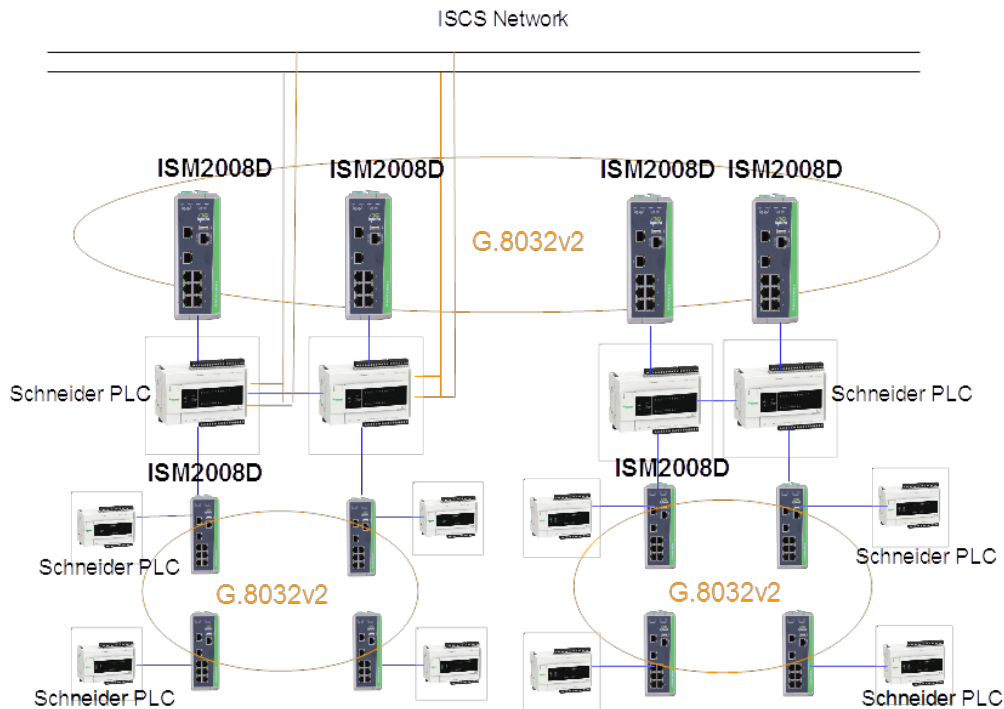 ISCS Network
ISM2008D
ISM2008D
ISM2008D
ISM2008D
G.8032v2
Schneider PLC
Schneider PLC
ISM2008D
ISM2008D
Schneider PLC
Schneider PLC
G.8032v2
G.8032v2
Schneider PLC
Schneider PLC